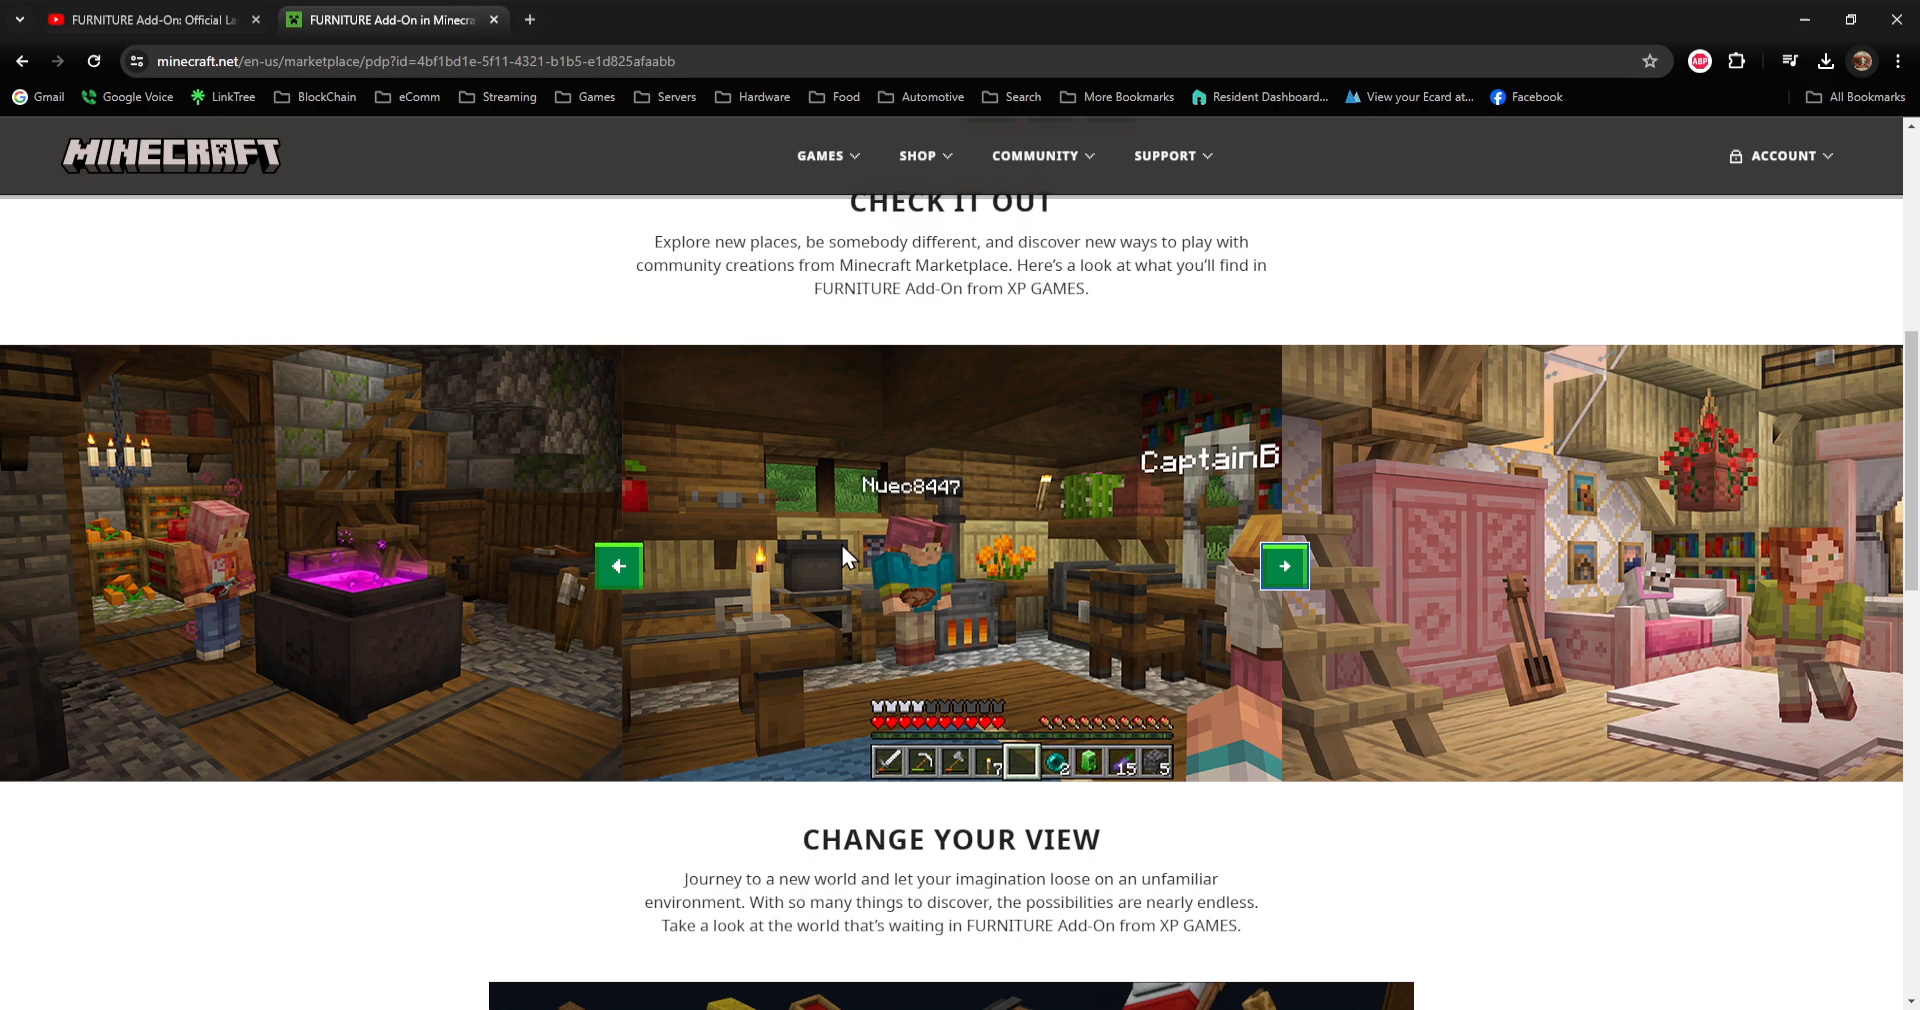 FURNITURE Add-On: Official La
FURNITURE Add-On in Minecra
minecraft.net/en-us/marketplace/pdp?id=4bf1bd1e-5f11-4321-b1b5-e1d825afaabb
ABP
Gmail
Google Voice
LinkTree
BlockChain
eComm
Streaming
Games
Servers
Hardware
Food
Automotive
Search
More Bookmarks
Resident Dashboard...
View your Ecard at...
Facebook
All Bookmarks
MINECRAFT
GAMES
SHOP
COMMUNITY
SUPPORT
ACCOUNT
CHECK IT OUT
Explore new places, be somebody different, and discover new ways to play with
community creations from Minecraft Marketplace. Here's a look at what you'll find in
FURNITURE Add-On from XP GAMES.
CaptainB
Nuec8447
7
2
15
5
CHANGE YOUR VIEW
Journey to a new world and let your imagination loose on an unfamiliar
environment. With so many things to discover, the possibilities are nearly endless.
Take a look at the world that's waiting in FURNITURE Add-On from XP GAMES.